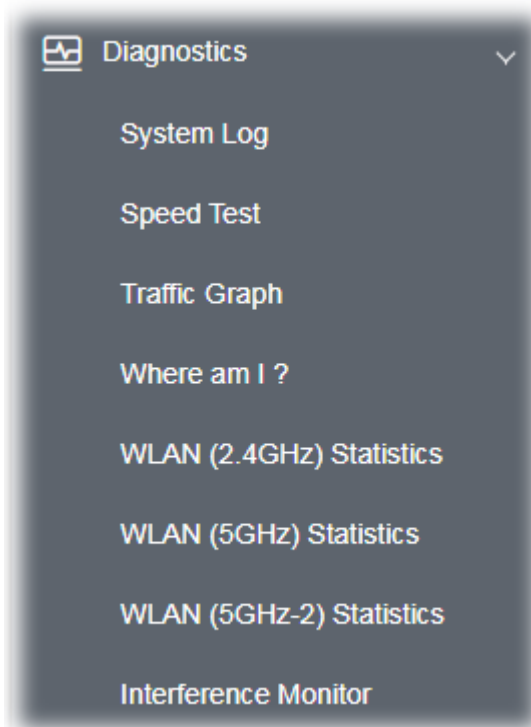 Diagnostics
System Log
Speed Test
Traffic Graph
Where am I ?
WLAN (2.4GHz) Statistics
WLAN (5GHz) Statistics
WLAN (5GHz-2) Statistics
Interference Monitor